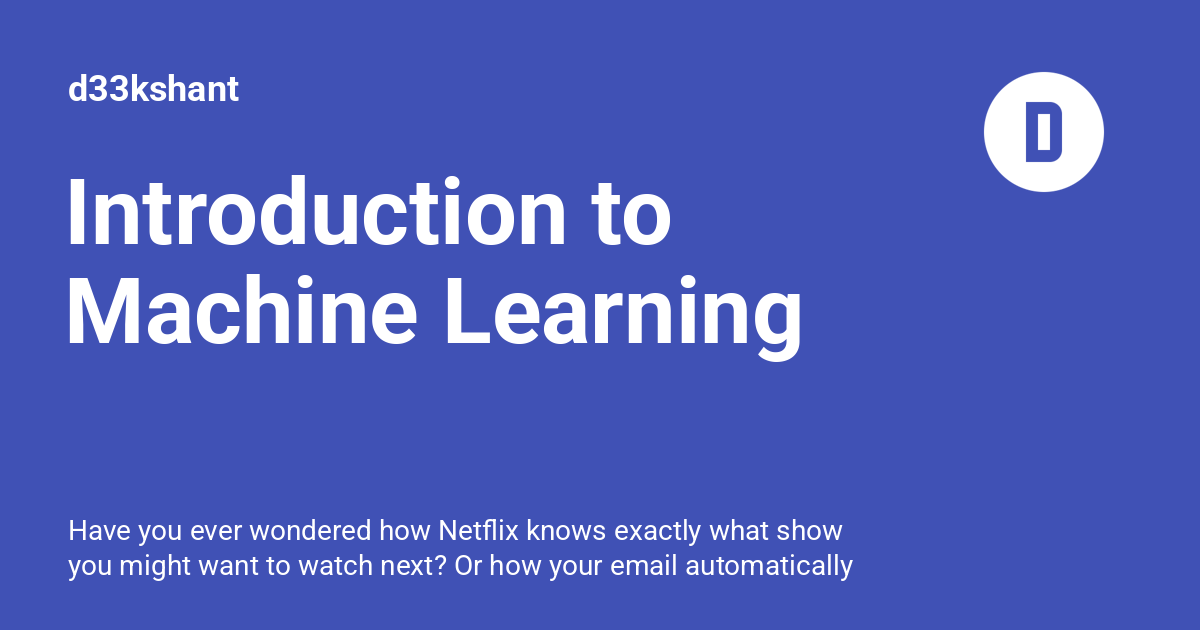 d33kshant
D
Introduction to
Machine Learning
Have you ever wondered how Netflix knows exactly what show
you might want to watch next? Or how your email automatically